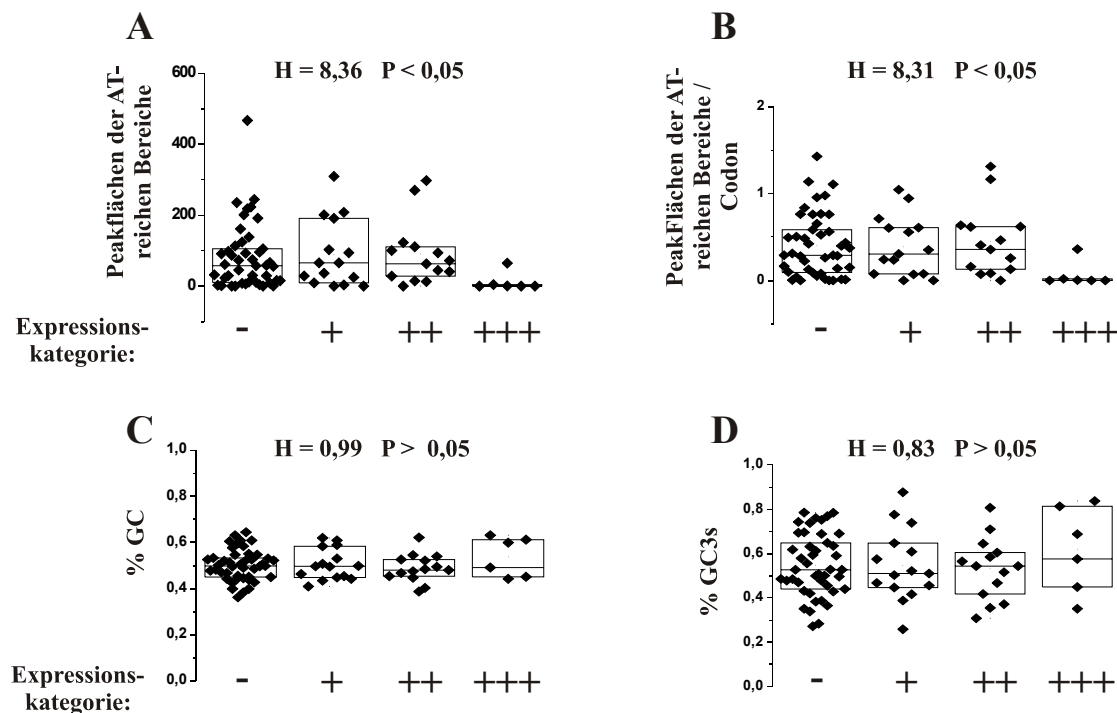 A
H = 8,36 P < 0,05
Peakflächen der AT-
reichen Bereiche
600
400
200
0
Expressions-
kategorie:
-
+
++
+++
B
H = 8,31 P < 0,05
PeakFlächen der AT-
reichen Bereiche /
Codon
2
1
0
-
+
++
+++
C
H = 0,99 P > 0,05
% GC
1,0
0,8
0,6
0,4
0,2
0,0
Expressions-
kategorie:
-
+
++
+++
D
H = 0,83 P > 0,05
% GC3s
1,0
0,8
0,6
0,4
0,2
0,0
-
+
++
+++